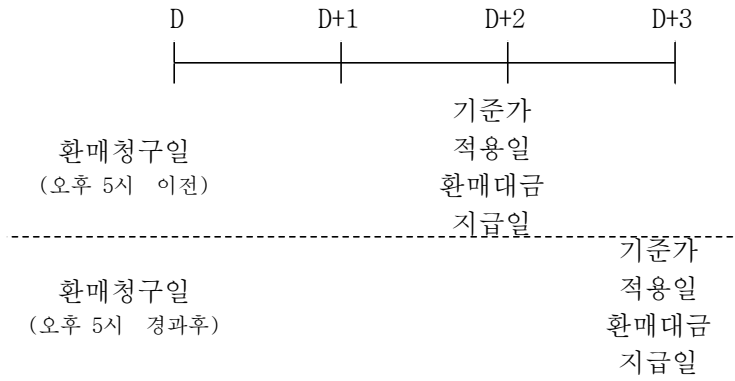 D D+1 D+2 D+3
기준가
적용일
환매대금
지급일
환매청구일
(오후 5시 이전)
기준가
적용일
환매대금
지급일
환매청구일
(오후 5시 경과후)